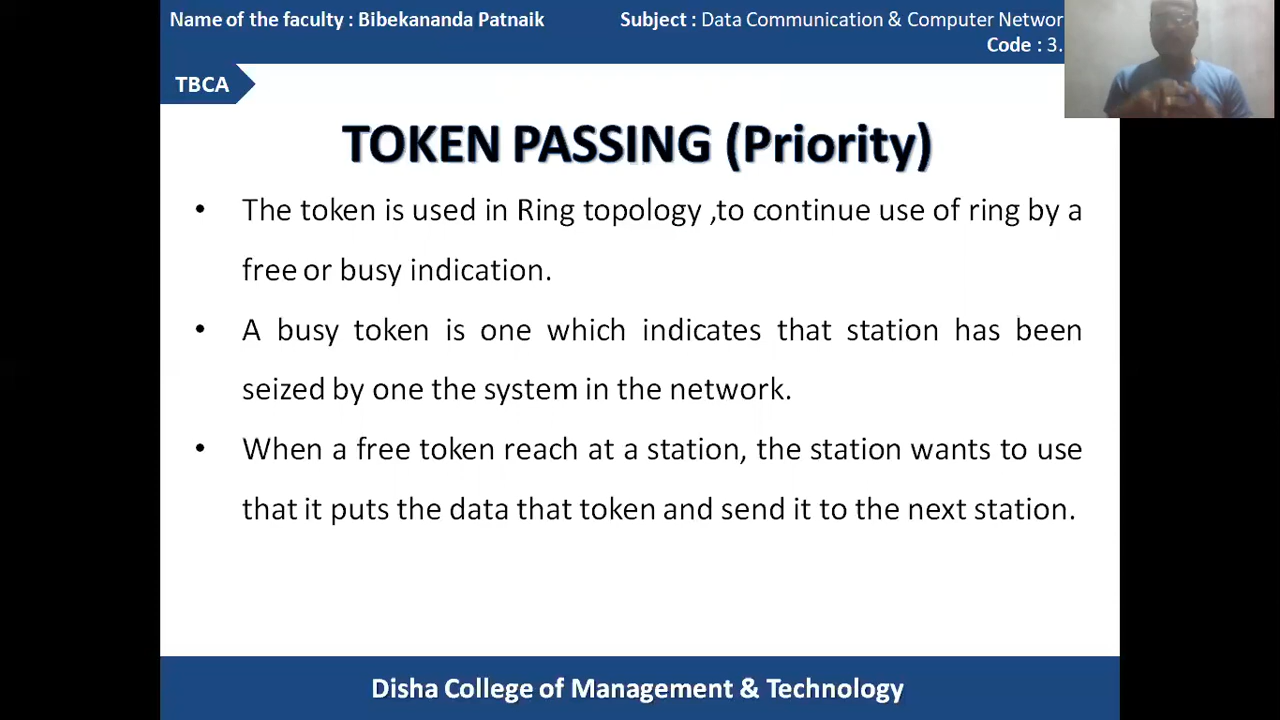 Name of the faculty : Bibekananda Patnaik
Subject : Data Communication & Computer Networ
Code : 3.
TBCA
TOKEN PASSING (Priority)
• The token is used in Ring topology ,to continue use of ring by a
free or busy indication.
• A busy token is one which indicates that station has been
seized by one the system in the network.
• When a free token reach at a station, the station wants to use
that it puts the data that token and send it to the next station.
Disha College of Management & Technology